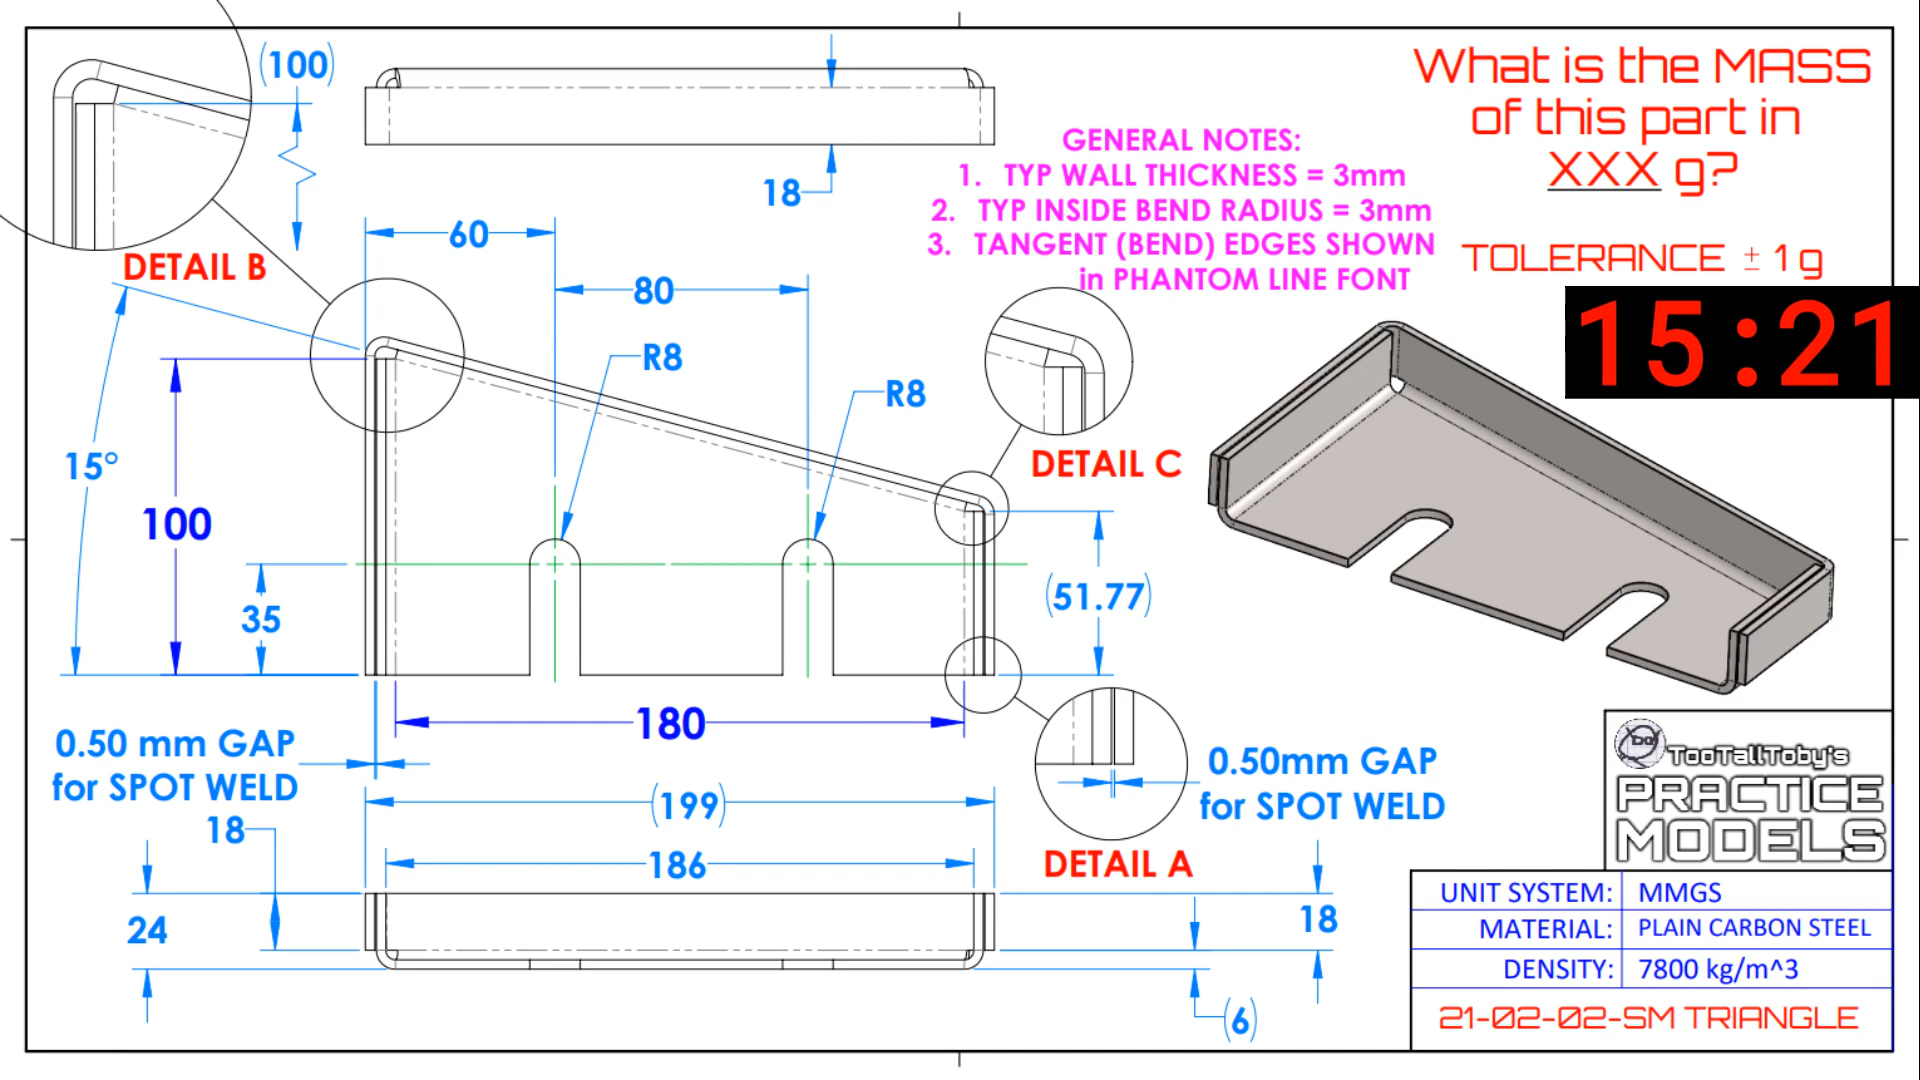 (100)
What is the MASS
of this part in
XXX g?
TOLERANCE ± 1 g
15:21
GENERAL NOTES:
1. TYP WALL THICKNESS = 3mm
2. TYP INSIDE BEND RADIUS = 3mm
3. TANGENT (BEND) EDGES SHOWN
in PHANTOM LINE FONT
18
60
80
DETAIL B
R8
R8
15°
100
DETAIL C
35
(51.77)
180
0.50 mm GAP
for SPOT WELD
0.50mm GAP
for SPOT WELD
(199)
18
186
DETAIL A
24
18
(6)
DO
TooTallToby's
PRACTICE
MODELS
UNIT SYSTEM: MMGS
MATERIAL: PLAIN CARBON STEEL
DENSITY: 7800 kg/m^3
21-02-02-SM TRIANGLE